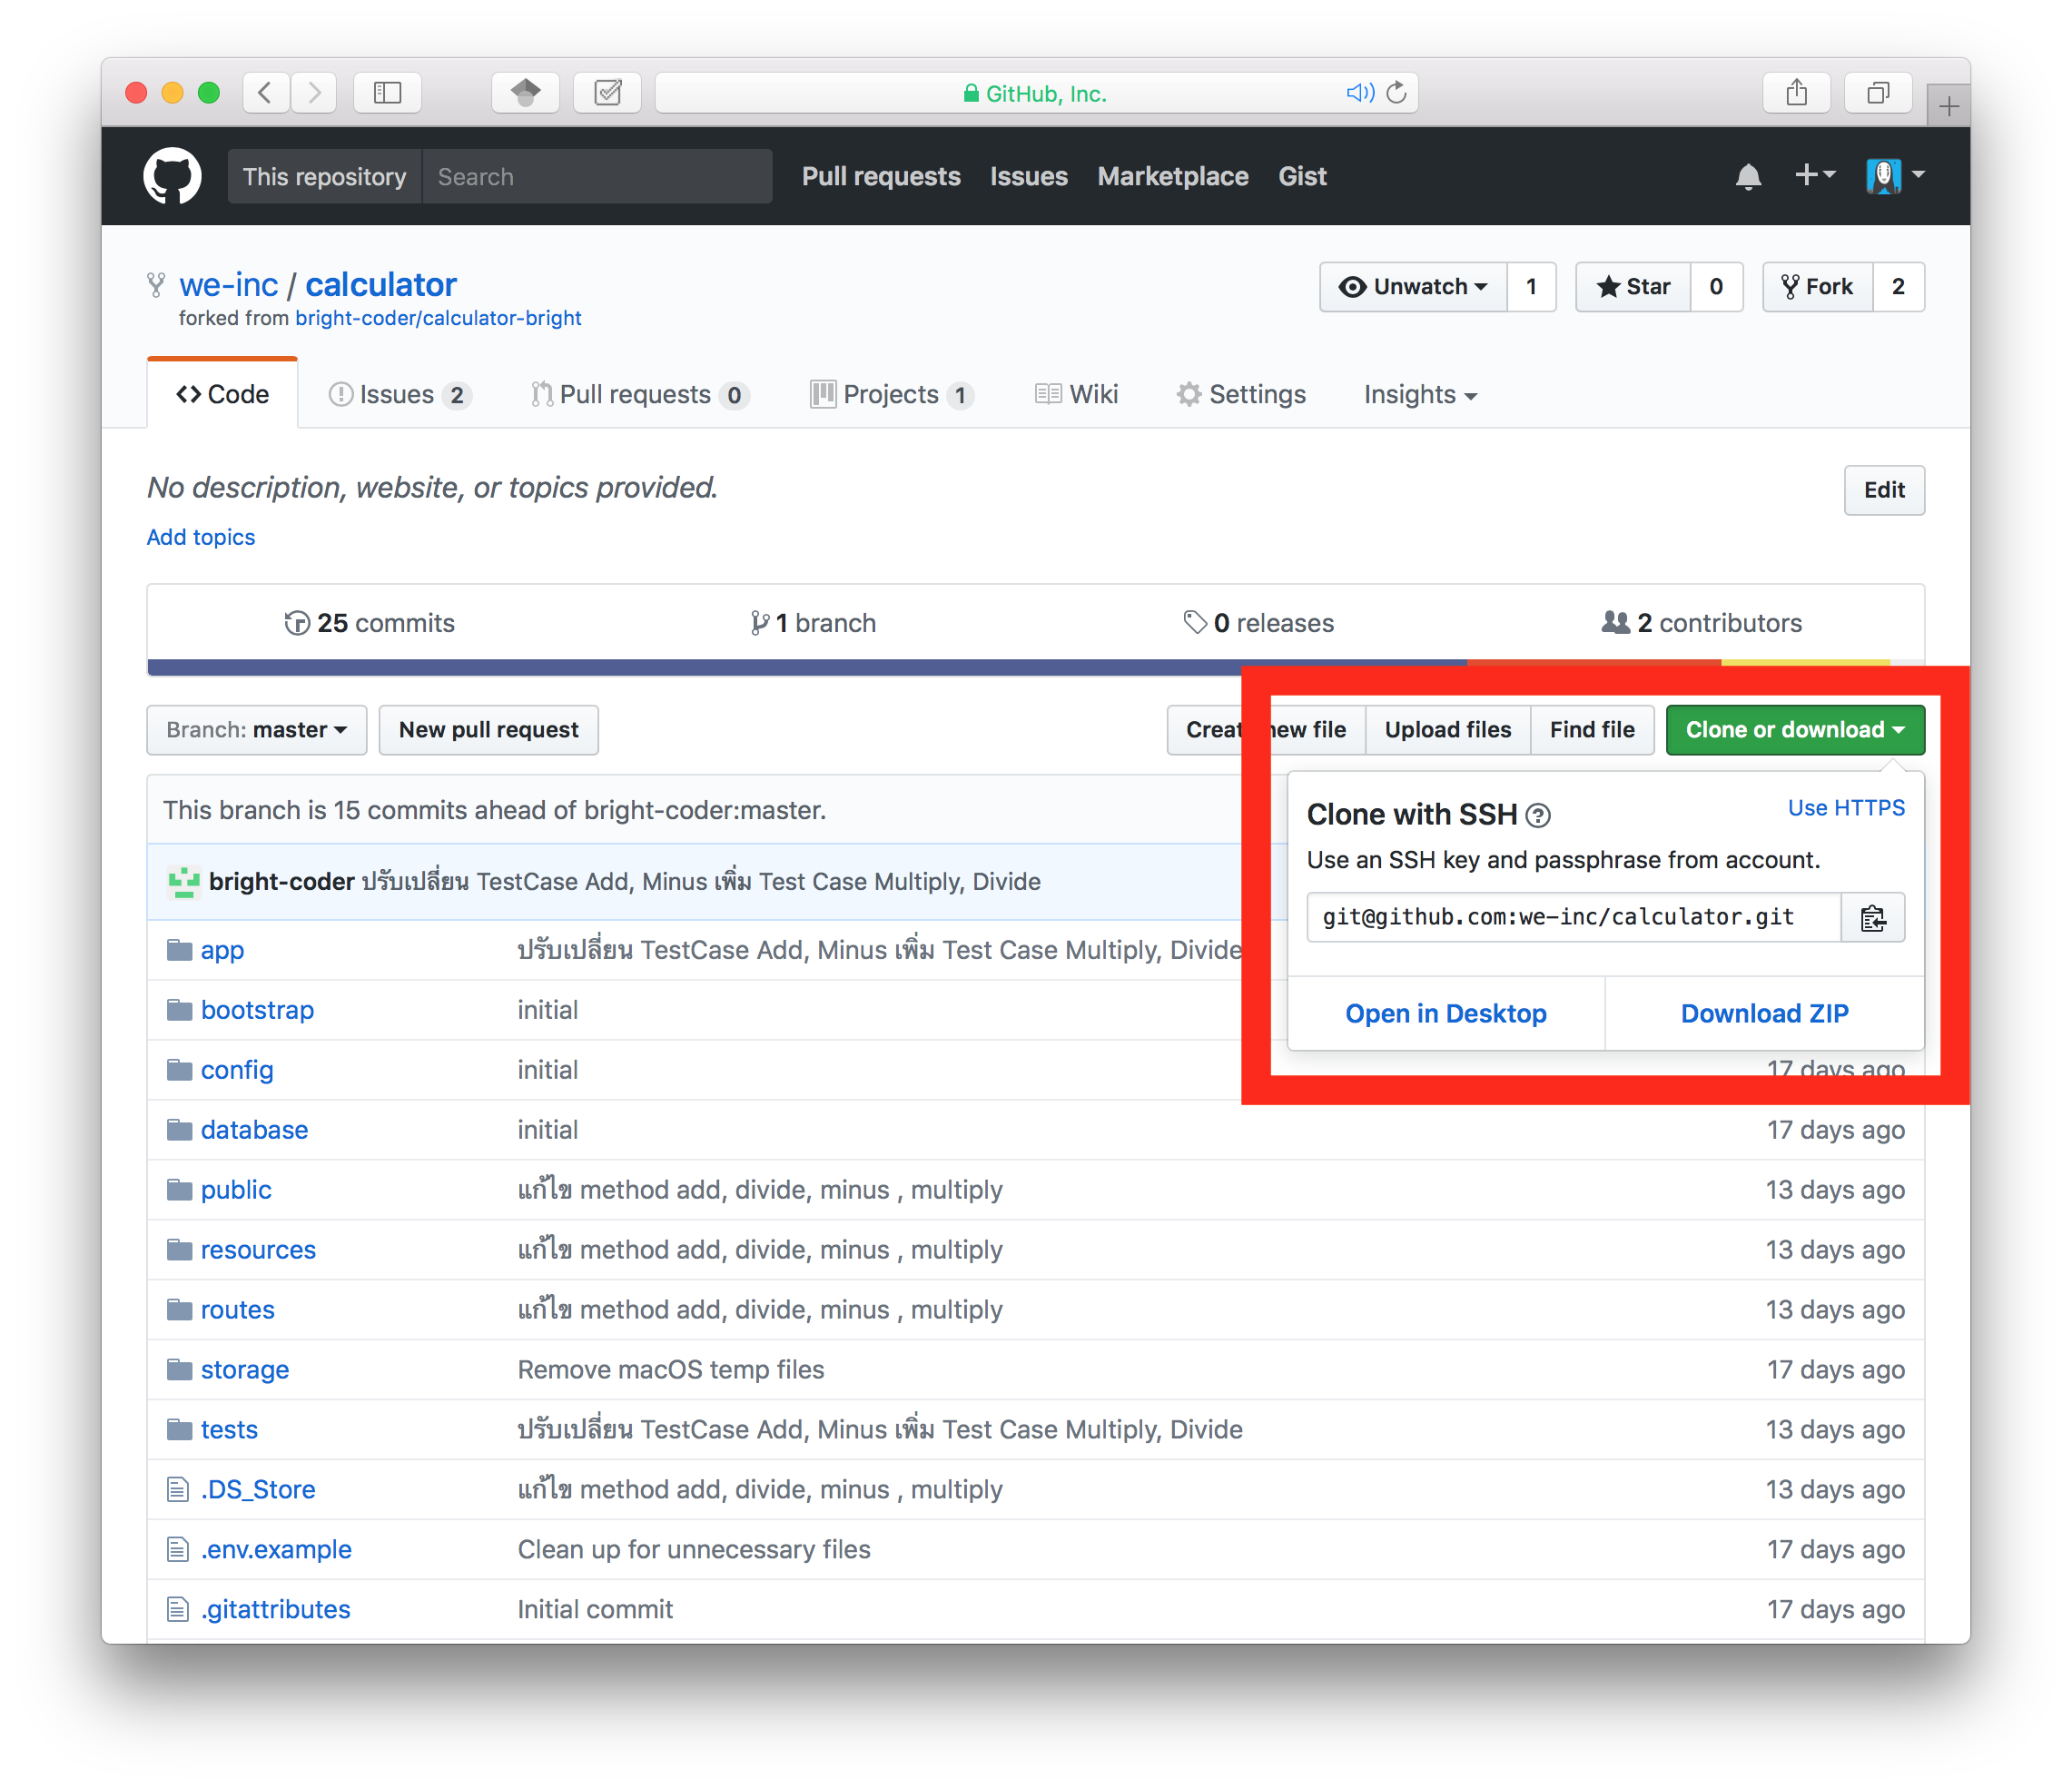 GitHub, Inc.
This repository Search Pull requests Issues Marketplace Gist
we-inc / calculator Unwatch 1 Star 0 Fork 2
forked from bright-coder/calculator-bright
Code Issues 2 Pull requests 0 Projects 1 Wiki Settings Insights
No description, website, or topics provided. Edit
Add topics
25 commits 1 branch 0 releases 2 contributors
Branch: master New pull request Create new file Upload files Find file Clone or download
This branch is 15 commits ahead of bright-coder:master.
Clone with SSH Use HTTPS
Use an SSH key and passphrase from account.
git@github.com:we-inc/calculator.git
Open in Desktop Download ZIP
bright-coder ปรับเปลี่ยน TestCase Add, Minus เพิ่ม Test Case Multiply, Divide
app ปรับเปลี่ยน TestCase Add, Minus เพิ่ม Test Case Multiply, Divide
bootstrap initial
config initial 17 days ago
database initial 17 days ago
public แก้ไข method add, divide, minus , multiply 13 days ago
resources แก้ไข method add, divide, minus , multiply 13 days ago
routes แก้ไข method add, divide, minus , multiply 13 days ago
storage Remove macOS temp files 17 days ago
tests ปรับเปลี่ยน TestCase Add, Minus เพิ่ม Test Case Multiply, Divide 13 days ago
.DS_Store แก้ไข method add, divide, minus , multiply 13 days ago
.env.example Clean up for unnecessary files 17 days ago
.gitattributes Initial commit 17 days ago